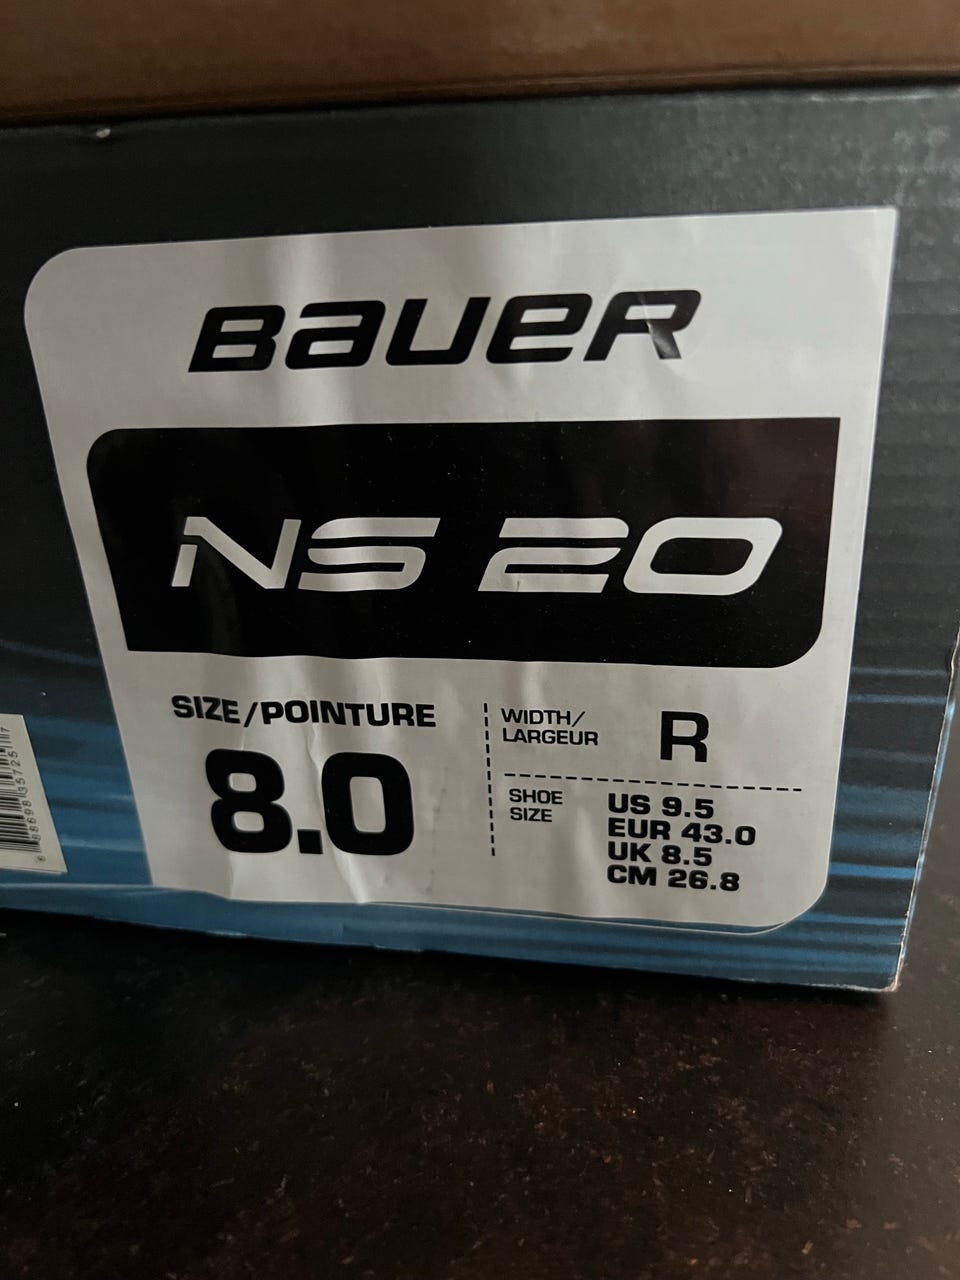 BAUER
NS 20
SIZE/POINTURE
8.0
WIDTH/
LARGEUR
R
SHOE
SIZE
US 9.5
EUR 43.0
UK 8.5
CM 26.8